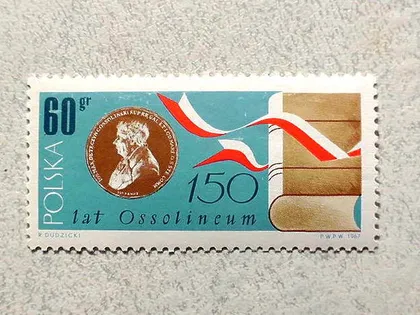 60 gr
POLSKA
150
lat Ossolineum
R. DUDZICKI
P.W.P.W. 1967